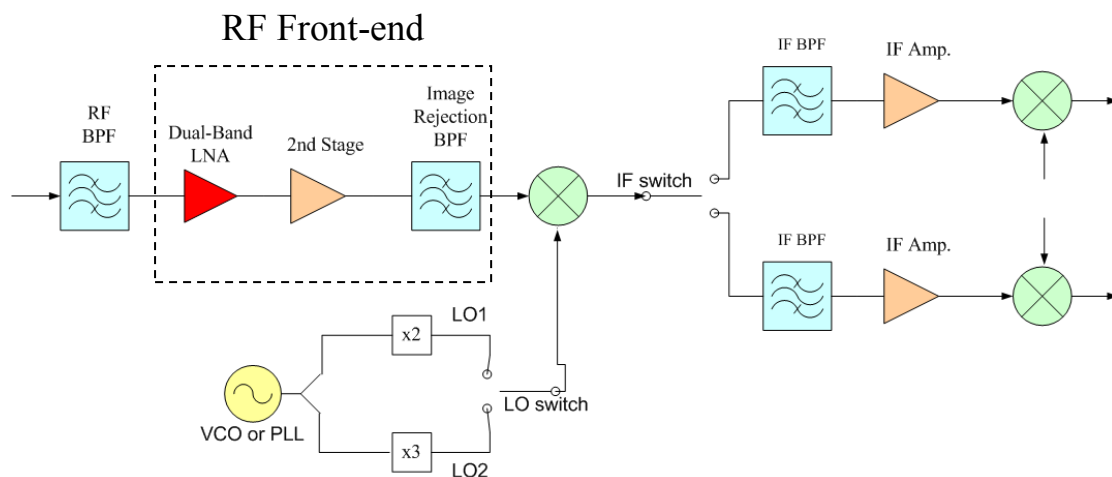 RF Front-end
RF
BPF
Dual-Band
LNA
2nd Stage
Image
Rejection
BPF
IF switch
IF BPF
IF Amp.
IF BPF
IF Amp.
VCO or PLL
x2
LO1
x3
LO2
LO switch